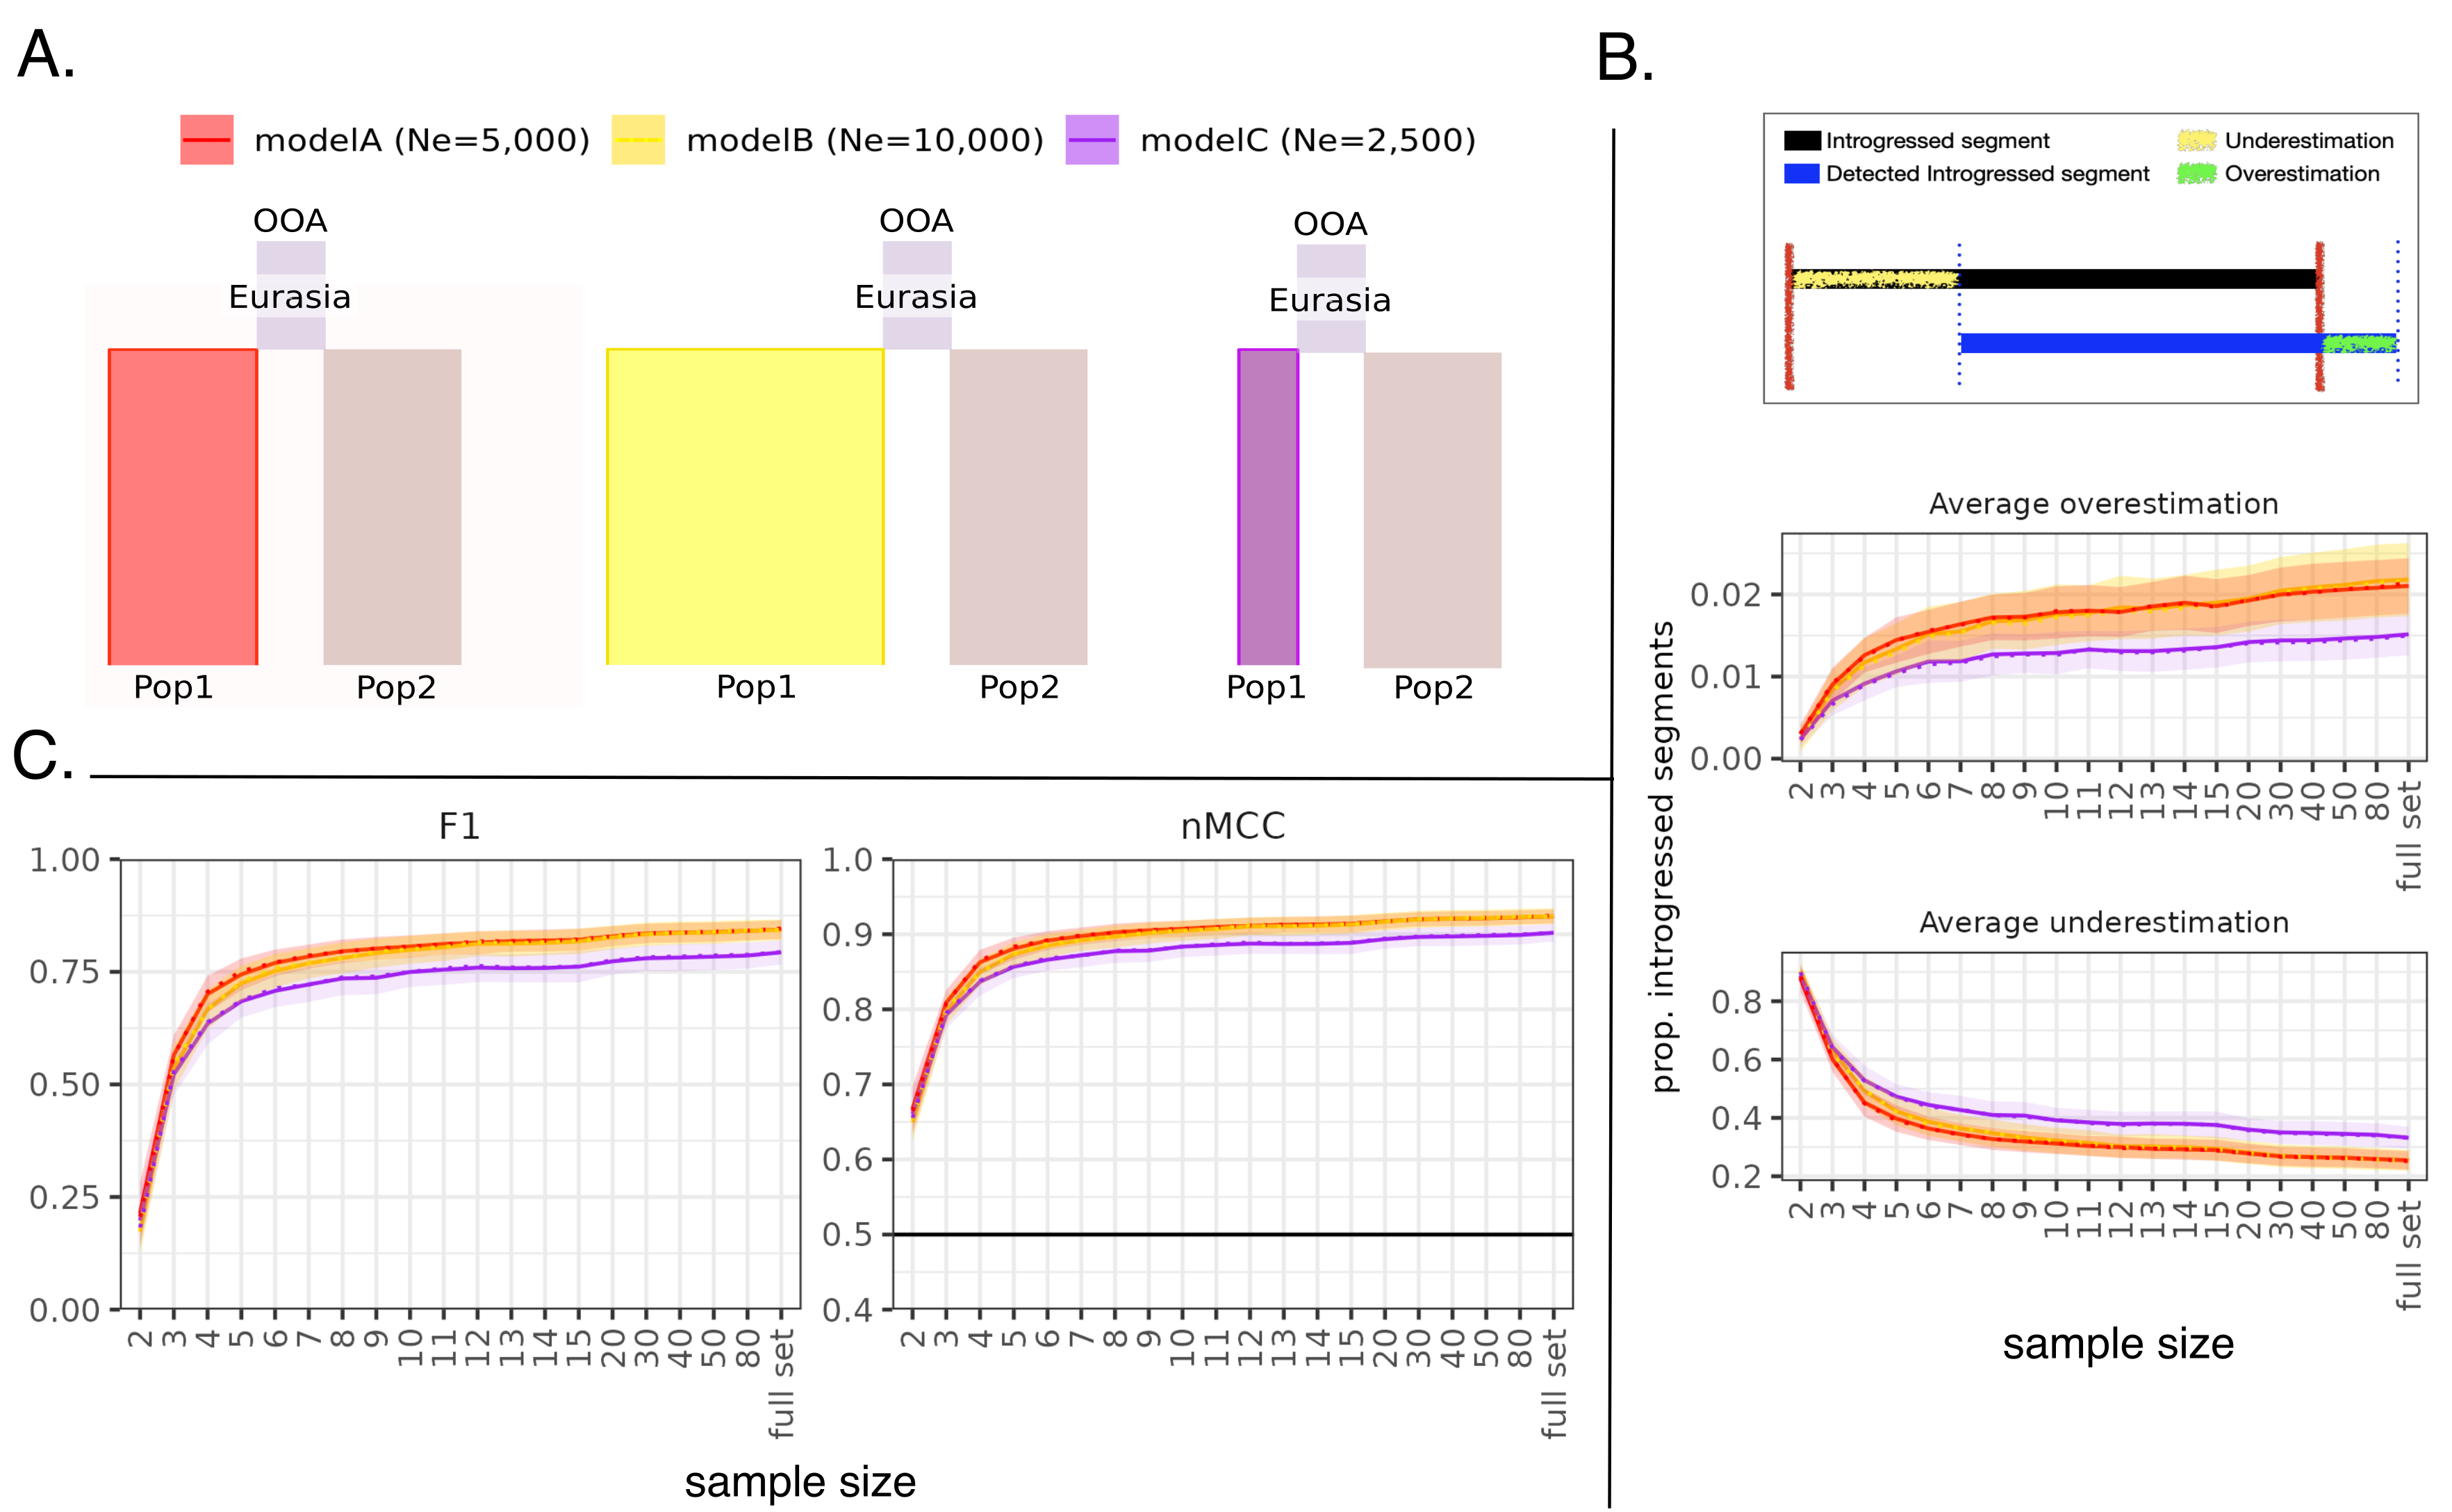 A.
modelA (Ne=5,000) modelB (Ne=10,000) modelC (Ne=2,500)
OOA OOA OOA
Eurasia Eurasia Eurasia
Pop1 Pop2 Pop1 Pop2 Pop1 Pop2
B.
Introgressed segment Underestimation
Detected Introgressed segment Overestimation
prop. introgressed segments
Average overestimation
0.02
0.01
0.00
2 3 4 5 6 7 8 9 10 11 12 13 14 15 20 30 40 50 80 full set
Average underestimation
0.8
0.6
0.4
0.2
2 3 4 5 6 7 8 9 10 11 12 13 14 15 20 30 40 50 80 full set
sample size
C.
F1
1.00
0.75
0.50
0.25
0.00
2 3 4 5 6 7 8 9 10 11 12 13 14 15 20 30 40 50 80 full set
nMCC
1.0
0.9
0.8
0.7
0.6
0.5
0.4
2 3 4 5 6 7 8 9 10 11 12 13 14 15 20 30 40 50 80 full set
sample size